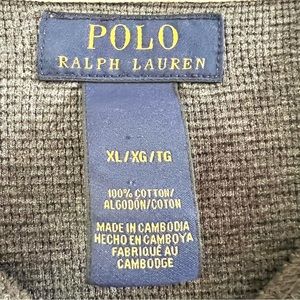 POLO
RALPH LAUREN
XL/XG/TG
100% COTTON/
ALGODÓN/COTON
MADE IN CAMBODIA
HECHO EN CAMBOYA
FABRIQUÉ AU
CAMBODGE